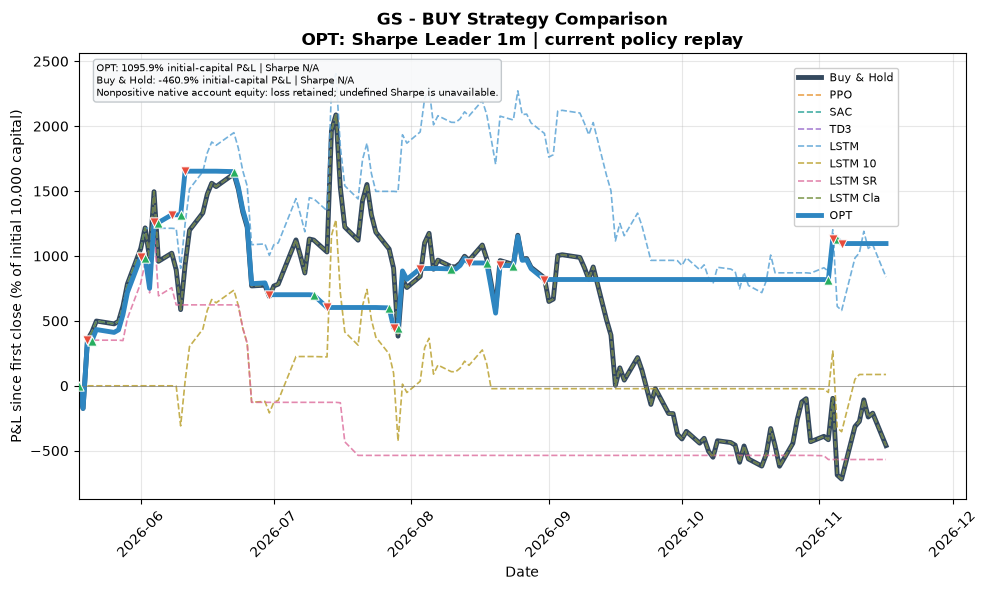 GS - BUY Strategy Comparison
OPT: Sharpe Leader 1m | current policy replay
OPT: 1095.9% initial-capital P&L | Sharpe N/A
Buy & Hold: -460.9% initial-capital P&L | Sharpe N/A
Nonpositive native account equity: loss retained; undefined Sharpe is unavailable.
Buy & Hold
PPO
SAC
TD3
LSTM
LSTM 10
LSTM SR
LSTM Cla
OPT
P&L since first close (% of initial 10,000 capital)
2500
2000
1500
1000
500
0
−500
2026-06
2026-07
2026-08
2026-09
2026-10
2026-11
2026-12
Date